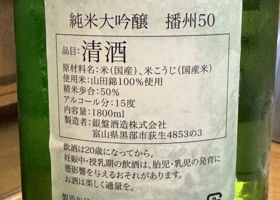 純米大吟醸 播州50
品目:清酒
原材料名:米(国産)、米こうじ(国産米)
使用米:山田錦100%使用
精米歩合:50%
アルコール分:15度
内容量:1800ml
製造者:銀盤酒造株式会社
富山県黒部市荻生4853の3
飲酒は20歳になってから。
妊娠中・授乳期の飲酒は、胎児・乳児の発育に
悪影響を与えるおそれがあります。
お酒は楽しく適量を。
製造年月